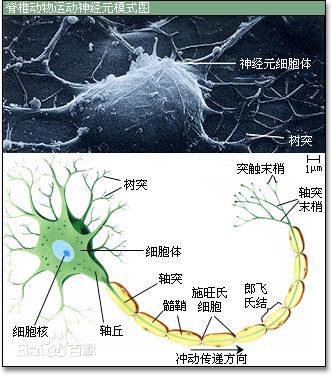 脊椎动物运动神经元模式图
神经元细胞体
树突
1μm
突触末梢
树突
轴突
末梢
细胞体
轴突
施旺氏
细胞
郎飞
氏结
髓鞘
细胞核
轴丘
冲动传递方向
Bai百科